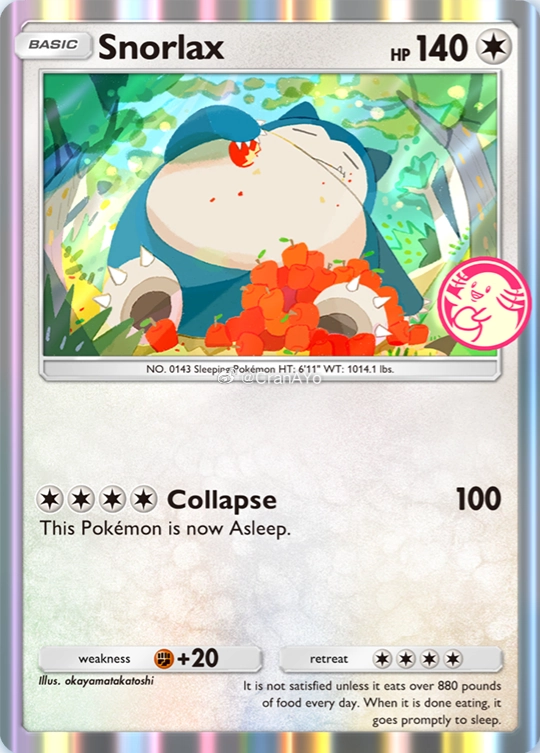 BASIC
Snorlax
HP 140
NO. 0143 Sleeping Pokémon HT: 6'11" WT: 1014.1 lbs.
@CranAYo
Collapse 100
This Pokémon is now Asleep.
weakness +20
retreat
Illus. okayamatakatoshi
It is not satisfied unless it eats over 880 pounds
of food every day. When it is done eating, it
goes promptly to sleep.